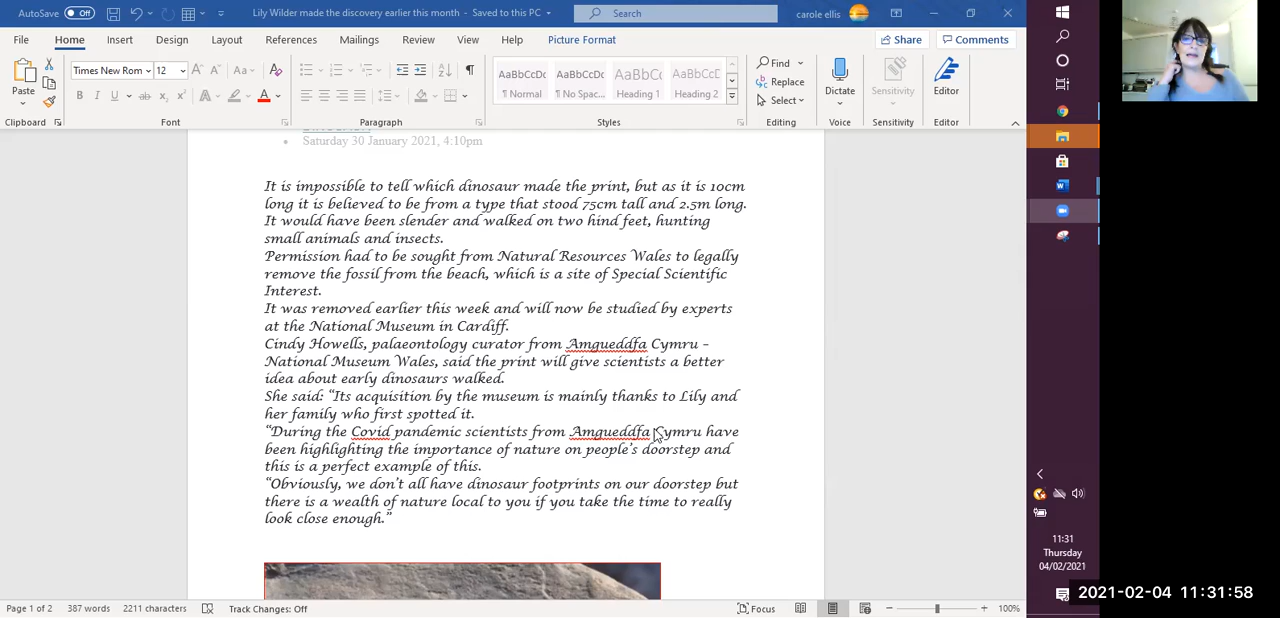 AutoSave Off Lily Wilder made the discovery earlier this month - Saved to this PC Search carole ellis
File Home Insert Design Layout References Mailings Review View Help Picture Format Share Comments
Paste Times New Rom 12 A A Aa A Find Replace Select Dictate Sensitivity Editor
B I U ab x x A A
AaBbCcDc AaBbCcDc AaBbC AaBbCcD
¶ Normal ¶ No Spac... Heading 1 Heading 2
Clipboard Font Paragraph Styles Editing Voice Sensitivity Editor
Saturday 30 January 2021, 4:10pm
It is impossible to tell which dinosaur made the print, but as it is 10cm
long it is believed to be from a type that stood 75cm tall and 2.5m long.
It would have been slender and walked on two hind feet, hunting
small animals and insects.
Permission had to be sought from Natural Resources Wales to legally
remove the fossil from the beach, which is a site of Special Scientific
Interest.
It was removed earlier this week and will now be studied by experts
at the National Museum in Cardiff.
Cindy Howells, palaeontology curator from Amgueddfa Cymru –
National Museum Wales, said the print will give scientists a better
idea about early dinosaurs walked.
She said: “Its acquisition by the museum is mainly thanks to Lily and
her family who first spotted it.
“During the Covid pandemic scientists from Amgueddfa Cymru have
been highlighting the importance of nature on people’s doorstep and
this is a perfect example of this.
“Obviously, we don’t all have dinosaur footprints on our doorstep but
there is a wealth of nature local to you if you take the time to really
look close enough.”
Page 1 of 2 387 words 2211 characters Track Changes: Off Focus 100%
11:31
Thursday
04/02/2021
2021-02-04 11:31:58